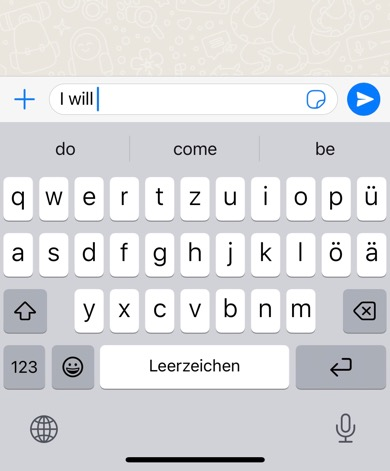 I will
do come be
q w e r t z u i o p ü
a s d f g h j k l ö ä
y x c v b n m
123 Leerzeichen